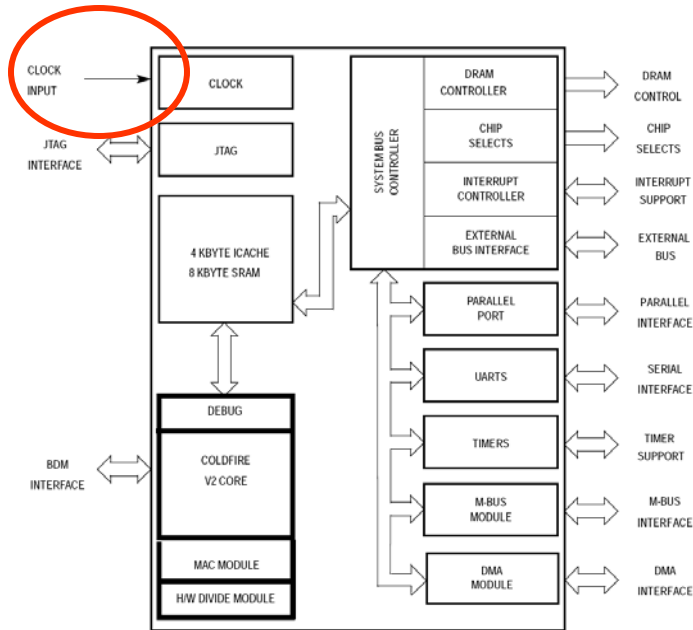 CLOCK
INPUT
CLOCK
JTAG
INTERFACE
JTAG
4 KBYTE ICACHE
8 KBYTE SRAM
DEBUG
COLDFIRE
V2 CORE
BDM
INTERFACE
MAC MODULE
H/W DIVIDE MODULE
SYSTEM BUS
CONTROLLER
DRAM
CONTROLLER
DRAM
CONTROL
CHIP
SELECTS
CHIP
SELECTS
INTERRUPT
CONTROLLER
INTERRUPT
SUPPORT
EXTERNAL
BUS INTERFACE
EXTERNAL
BUS
PARALLEL
PORT
PARALLEL
INTERFACE
UARTS
SERIAL
INTERFACE
TIMERS
TIMER
SUPPORT
M-BUS
MODULE
M-BUS
INTERFACE
DMA
MODULE
DMA
INTERFACE